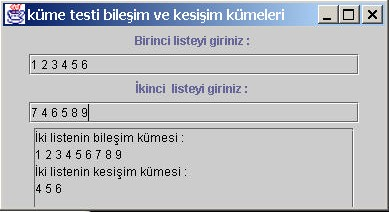 küme testi bileşim ve kesişim kümeleri
Birinci listeyi giriniz :
1 2 3 4 5 6
İkinci listeyi giriniz :
7 4 6 5 8 9
İki listenin bileşim kümesi :
1 2 3 4 5 6 7 8 9
İki listenin kesişim kümesi :
4 5 6